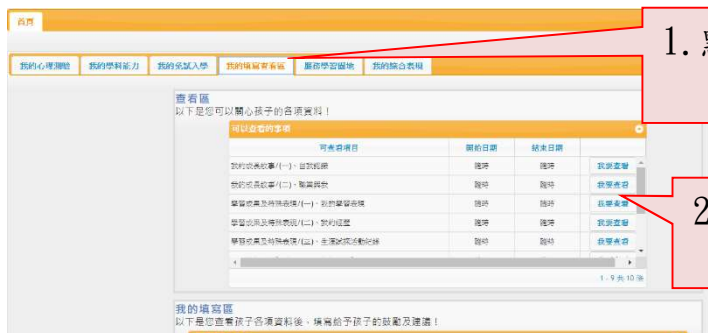 首頁
我的心理測驗 我的學科能力 我的免試入學 我的填寫查看區 服務學習園地 我的綜合表現
1.
查看區
以下是您可以關心孩子的各項資料！
可以查看的事項
可查看項目 開始日期 結束日期
我的成長故事/(一)、自我認識 隨時 隨時 我要查看
我的成長故事/(二)、職業與我 隨時 隨時 我要查看
學習成果及特殊表現/(一)、我的學習表現 隨時 隨時 我要查看
學習成果及特殊表現/(二)、我的經歷 隨時 隨時 我要查看
學習成果及特殊表現/(三)、生涯試探活動紀錄 隨時 隨時 我要查看
2
1 - 9 共 10 條
我的填寫區
以下是您查看孩子各項資料後，填寫給予孩子的鼓勵及建議！